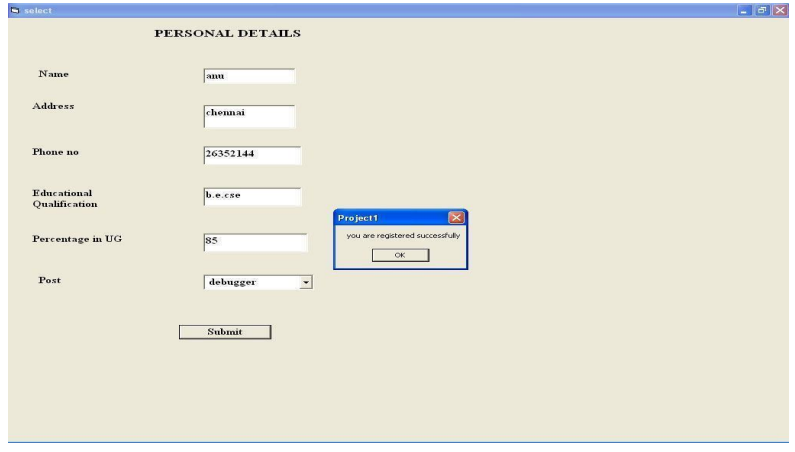 select
PERSONAL DETAILS
Name
anu
Address
chennai
Phone no
26352144
Educational
Qualification
b.e.cse
Project1
you are registered successfully
OK
Percentage in UG
85
Post
debugger
Submit